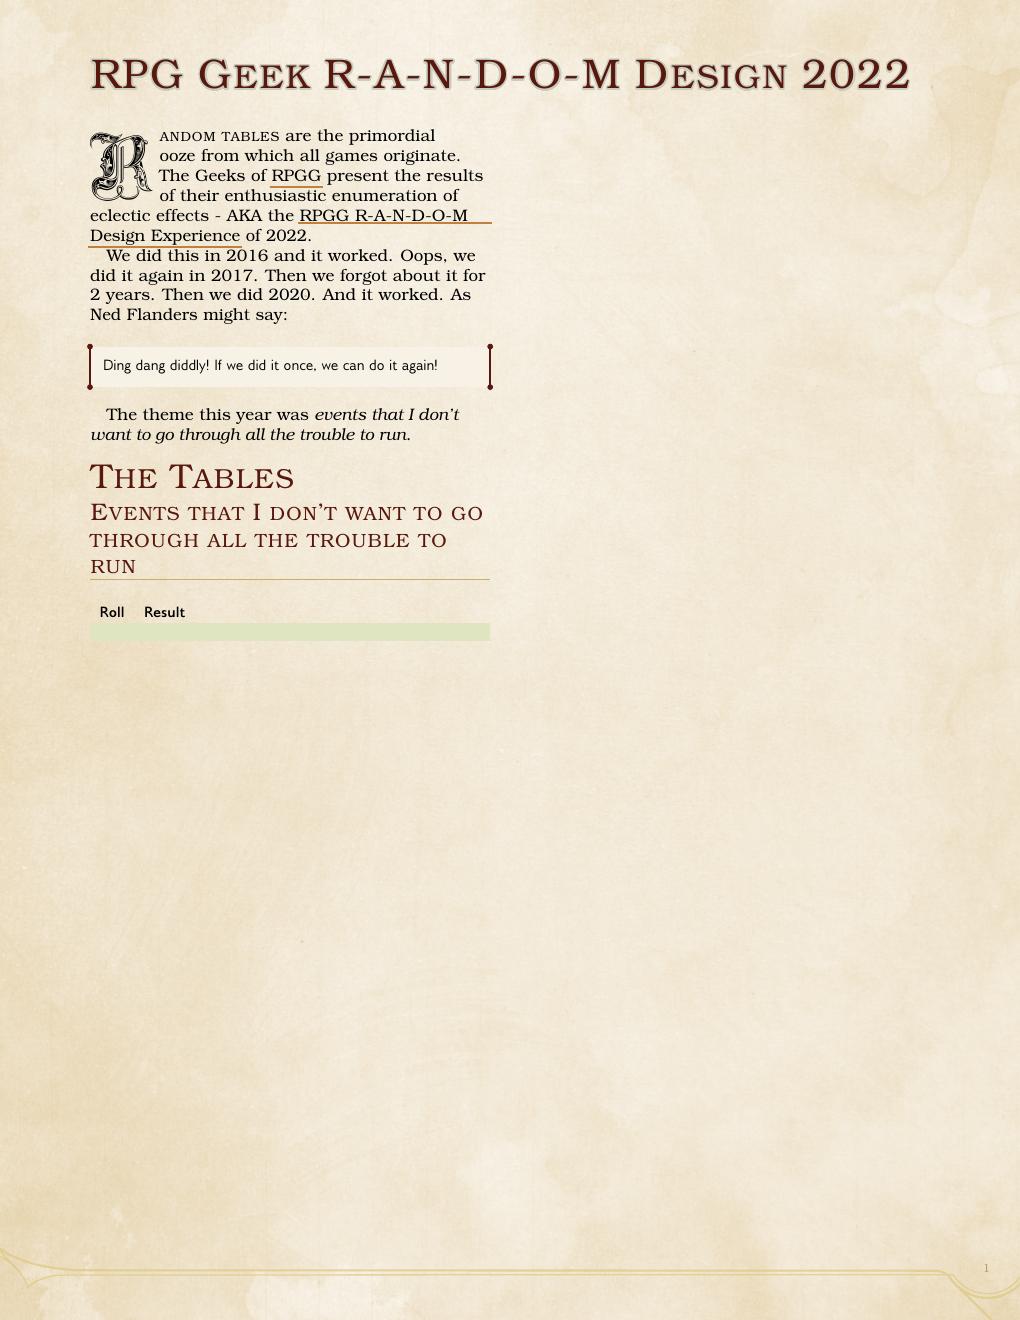 RPG Geek R-A-N-D-O-M Design 2022
Random tables are the primordial
ooze from which all games originate.
The Geeks of RPGG present the results
of their enthusiastic enumeration of
eclectic effects - AKA the RPGG R-A-N-D-O-M
Design Experience of 2022.
We did this in 2016 and it worked. Oops, we
did it again in 2017. Then we forgot about it for
2 years. Then we did 2020. And it worked. As
Ned Flanders might say:
Ding dang diddly! If we did it once, we can do it again!
The theme this year was events that I don't
want to go through all the trouble to run.
The Tables
Events that I don't want to go
through all the trouble to
run
Roll Result
1